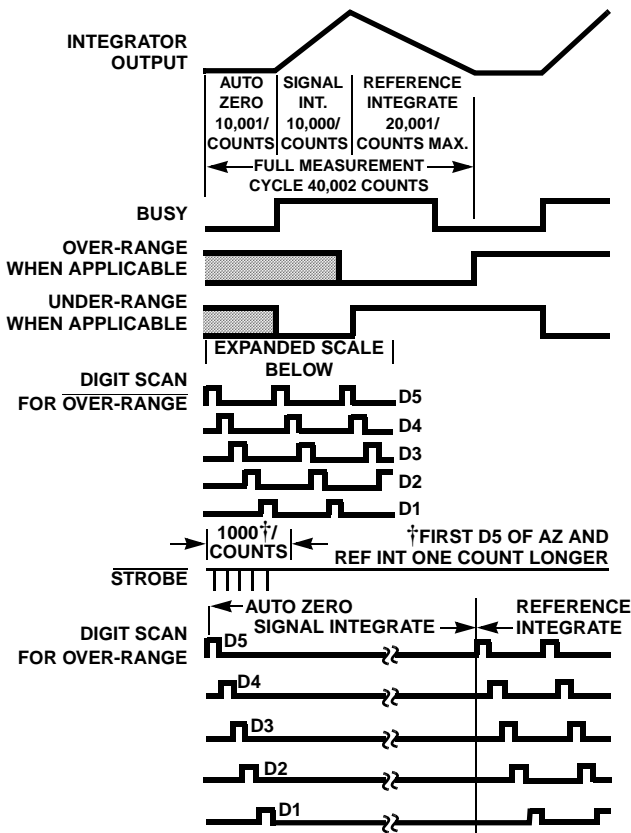 INTEGRATOR
OUTPUT
AUTO
ZERO
10,001/
COUNTS
SIGNAL
INT.
10,000/
COUNTS
REFERENCE
INTEGRATE
20,001/
COUNTS MAX.
FULL MEASUREMENT
CYCLE 40,002 COUNTS
BUSY
OVER-RANGE
WHEN APPLICABLE
UNDER-RANGE
WHEN APPLICABLE
EXPANDED SCALE
BELOW
DIGIT SCAN
FOR OVER-RANGE
D5
D4
D3
D2
D1
1000†/
COUNTS
†FIRST D5 OF AZ AND
REF INT ONE COUNT LONGER
STROBE
AUTO ZERO
SIGNAL INTEGRATE
REFERENCE
INTEGRATE
DIGIT SCAN
FOR OVER-RANGE
D5
D4
D3
D2
D1